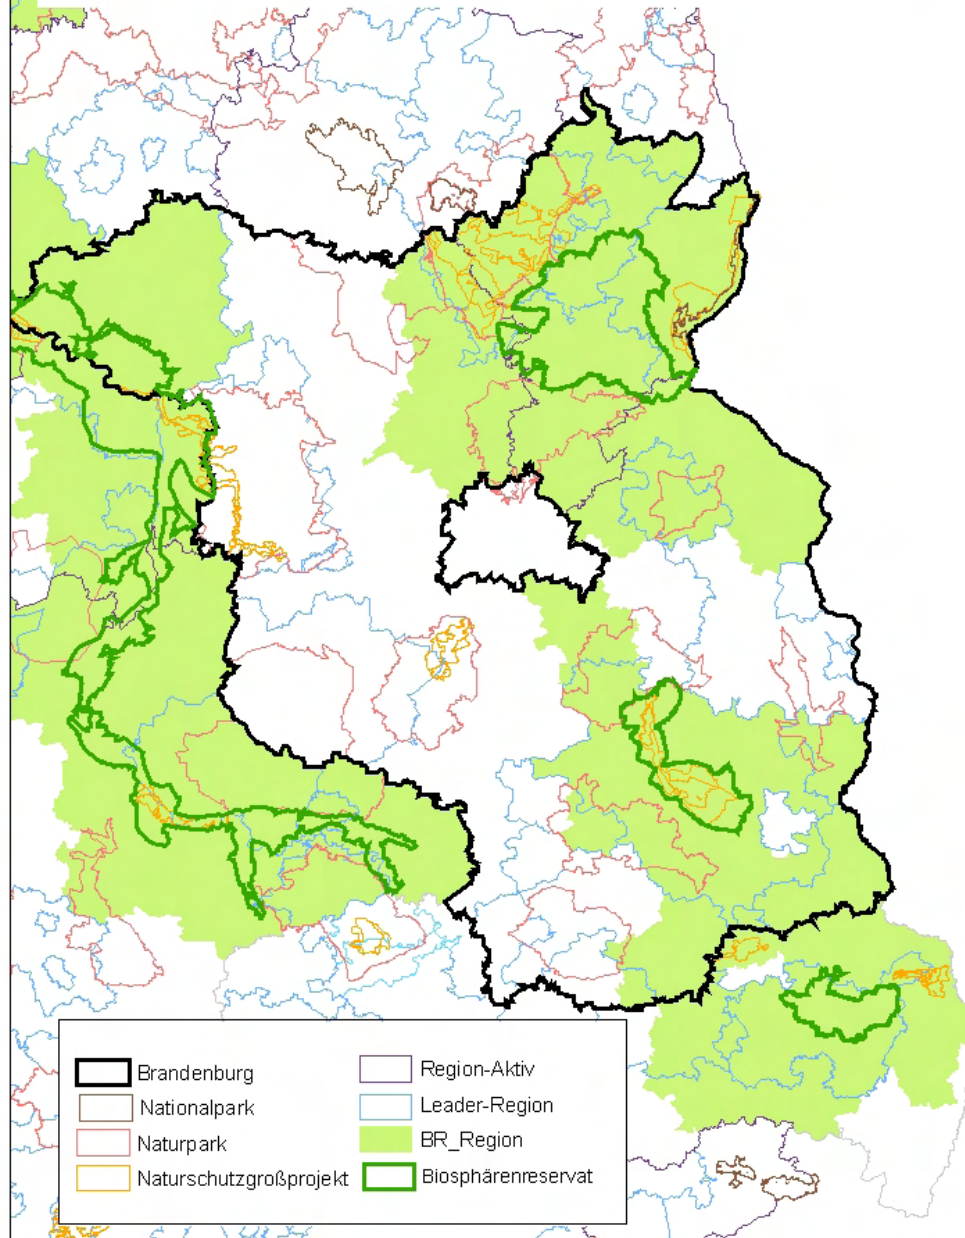 Brandenburg
Nationalpark
Naturpark
Naturschutzgroßprojekt
Region-Aktiv
Leader-Region
BR_Region
Biosphärenreservat